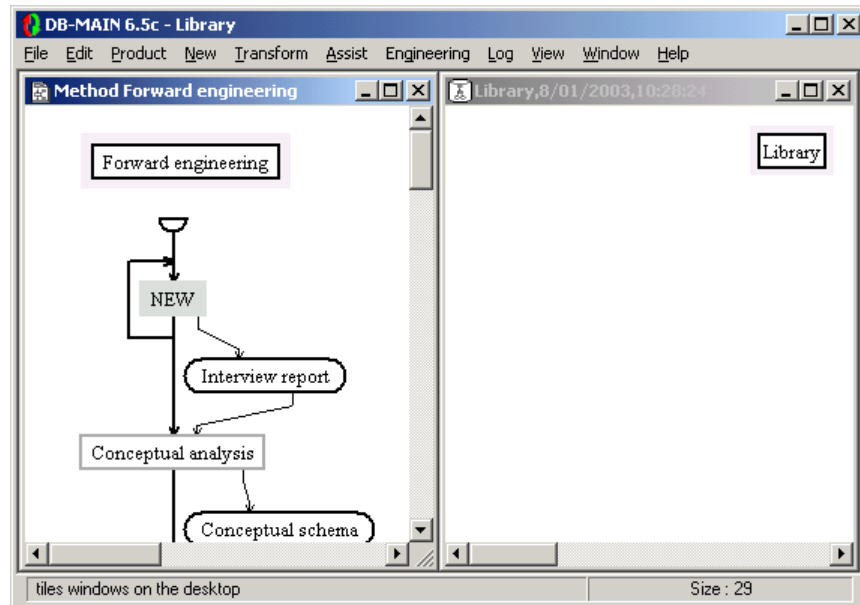 DB-MAIN 6.5c - Library
File Edit Product New Transform Assist Engineering Log View Window Help
Method Forward engineering
Forward engineering
NEW
Interview report
Conceptual analysis
Conceptual schema
Library,8/01/2003,10:28:24
Library
tiles windows on the desktop
Size : 29